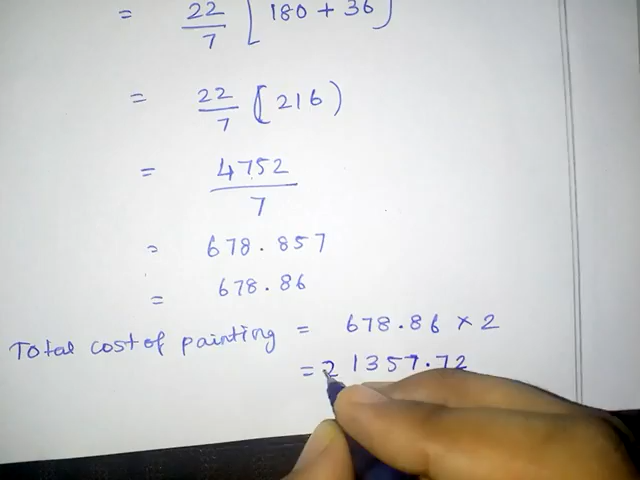 = 22/7 [180 + 36]
= 22/7 (216)
= 4752/7
= 678.857
= 678.86
Total cost of painting = 678.86 × 2
= 1357.72